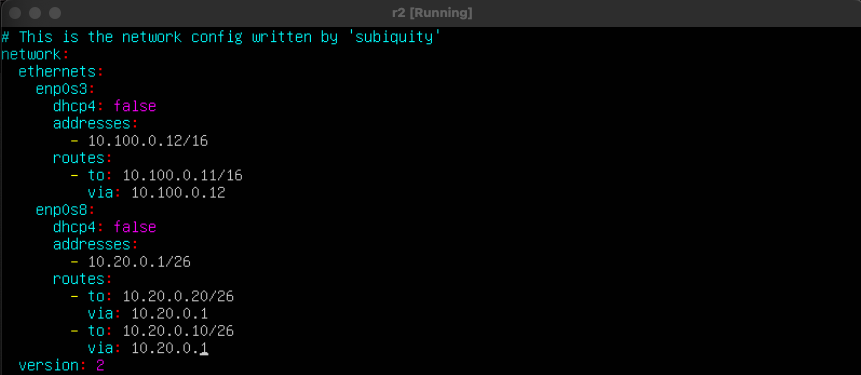 r2 [Running]
# This is the network config written by 'subiquity'
network:
  ethernets:
    enp0s3:
      dhcp4: false
      addresses:
        - 10.100.0.12/16
      routes:
        - to: 10.100.0.11/16
          via: 10.100.0.12
    enp0s8:
      dhcp4: false
      addresses:
        - 10.20.0.1/26
      routes:
        - to: 10.20.0.20/26
          via: 10.20.0.1
        - to: 10.20.0.10/26
          via: 10.20.0.1
  version: 2